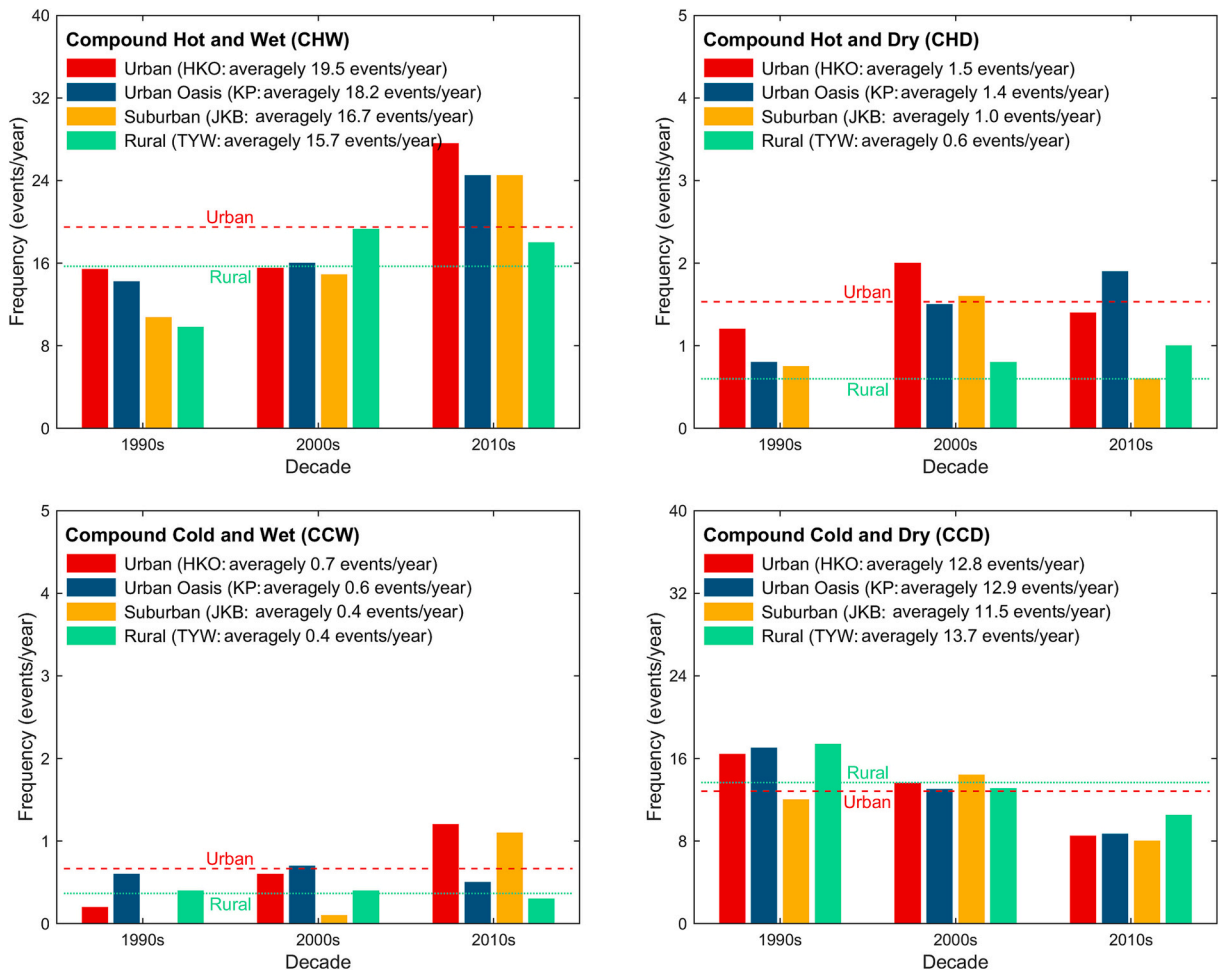 Compound Hot and Wet (CHW)
Urban (HKO: averagely 19.5 events/year)
Urban Oasis (KP: averagely 18.2 events/year)
Suburban (JKB: averagely 16.7 events/year)
Rural (TYW: averagely 15.7 events/year)
Urban
Rural
Frequency (events/year)
40
32
24
16
8
0
1990s
2000s
2010s
Decade
Compound Hot and Dry (CHD)
Urban (HKO: averagely 1.5 events/year)
Urban Oasis (KP: averagely 1.4 events/year)
Suburban (JKB: averagely 1.0 events/year)
Rural (TYW: averagely 0.6 events/year)
Urban
Rural
Frequency (events/year)
5
4
3
2
1
0
1990s
2000s
2010s
Decade
Compound Cold and Wet (CCW)
Urban (HKO: averagely 0.7 events/year)
Urban Oasis (KP: averagely 0.6 events/year)
Suburban (JKB: averagely 0.4 events/year)
Rural (TYW: averagely 0.4 events/year)
Urban
Rural
Frequency (events/year)
5
4
3
2
1
0
1990s
2000s
2010s
Decade
Compound Cold and Dry (CCD)
Urban (HKO: averagely 12.8 events/year)
Urban Oasis (KP: averagely 12.9 events/year)
Suburban (JKB: averagely 11.5 events/year)
Rural (TYW: averagely 13.7 events/year)
Rural
Urban
Frequency (events/year)
40
32
24
16
8
0
1990s
2000s
2010s
Decade